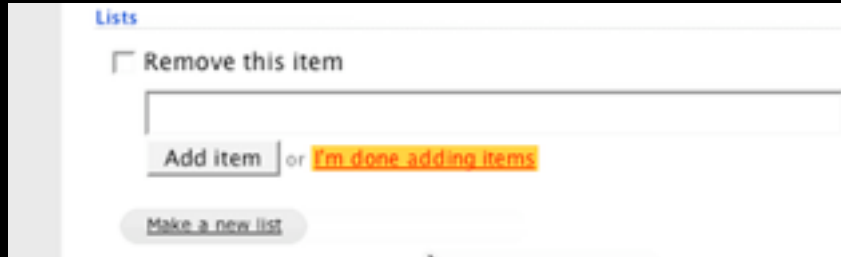 Lists
Remove this item
Add item or I'm done adding items
Make a new list